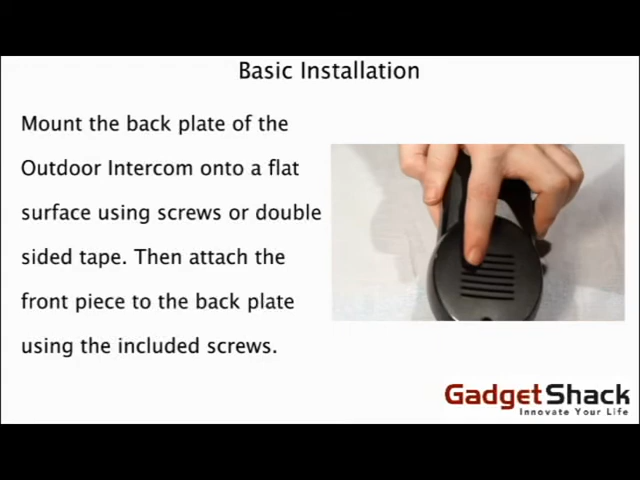 Basic Installation
Mount the back plate of the
Outdoor Intercom onto a flat
surface using screws or double
sided tape. Then attach the
front piece to the back plate
using the included screws.
GadgetShack
Innovate Your Life